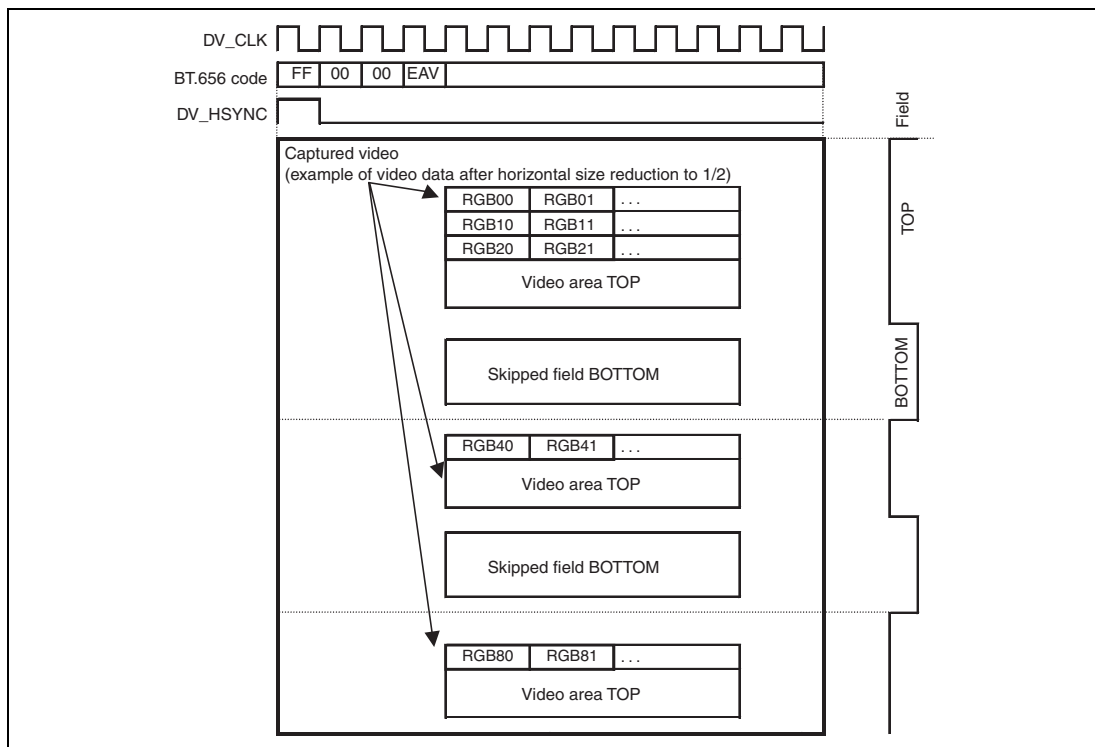 DV_CLK
BT.656 code FF 00 00 EAV
DV_HSYNC
Field
Captured video
(example of video data after horizontal size reduction to 1/2)
RGB00 RGB01 . . .
RGB10 RGB11 . . .
RGB20 RGB21 . . .
Video area TOP
TOP
Skipped field BOTTOM
BOTTOM
RGB40 RGB41 . . .
Video area TOP
Skipped field BOTTOM
RGB80 RGB81 . . .
Video area TOP